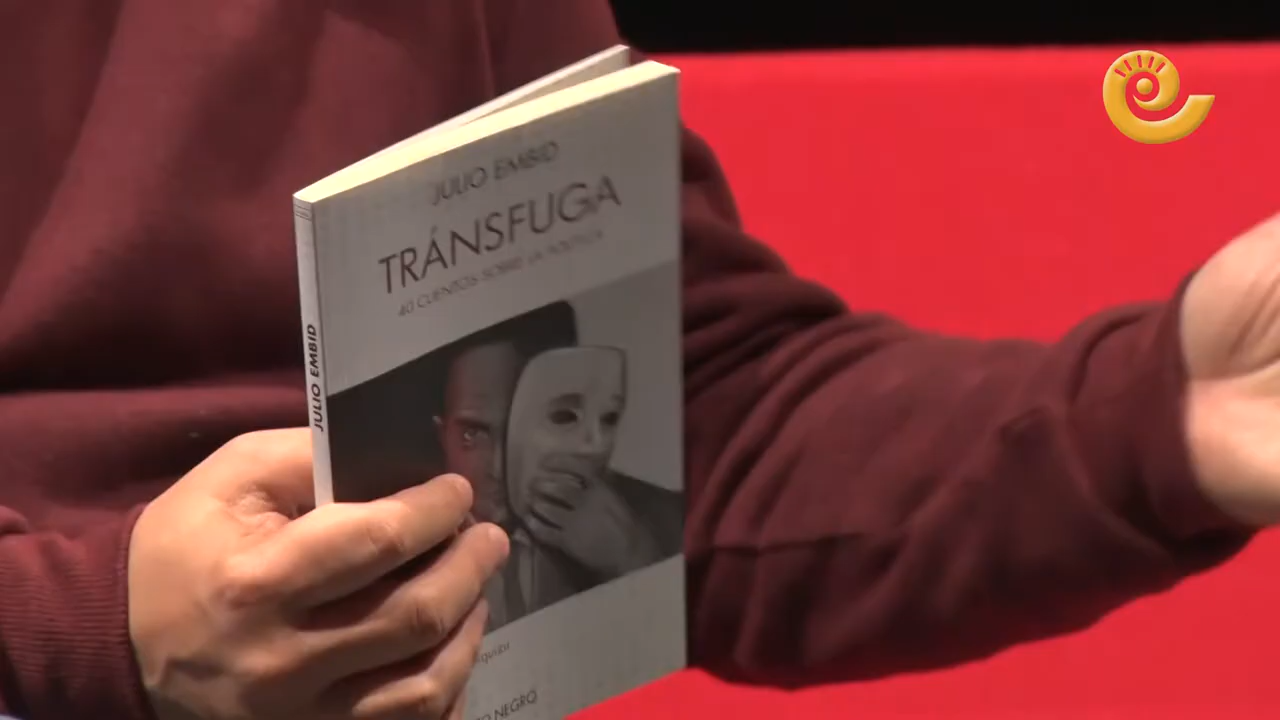 JULIO EMBID
TRÁNSFUGA
40 CUENTOS SOBRE LA POLÍTICA
JULIO EMBID
NEGRO